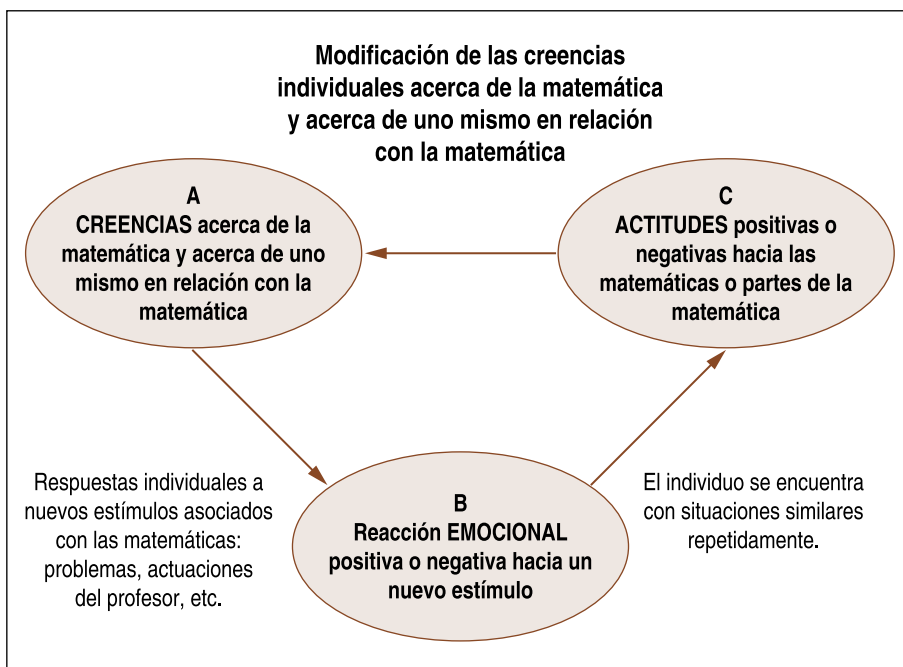 Modificación de las creencias
individuales acerca de la matemática
y acerca de uno mismo en relación
con la matemática
A
CREENCIAS acerca de la
matemática y acerca de uno
mismo en relación con la
matemática
C
ACTITUDES positivas o
negativas hacia las
matemáticas o partes de la
matemática
Respuestas individuales a
nuevos estímulos asociados
con las matemáticas:
problemas, actuaciones
del profesor, etc.
B
Reacción EMOCIONAL
positiva o negativa hacia un
nuevo estímulo
El individuo se encuentra
con situaciones similares
repetidamente.